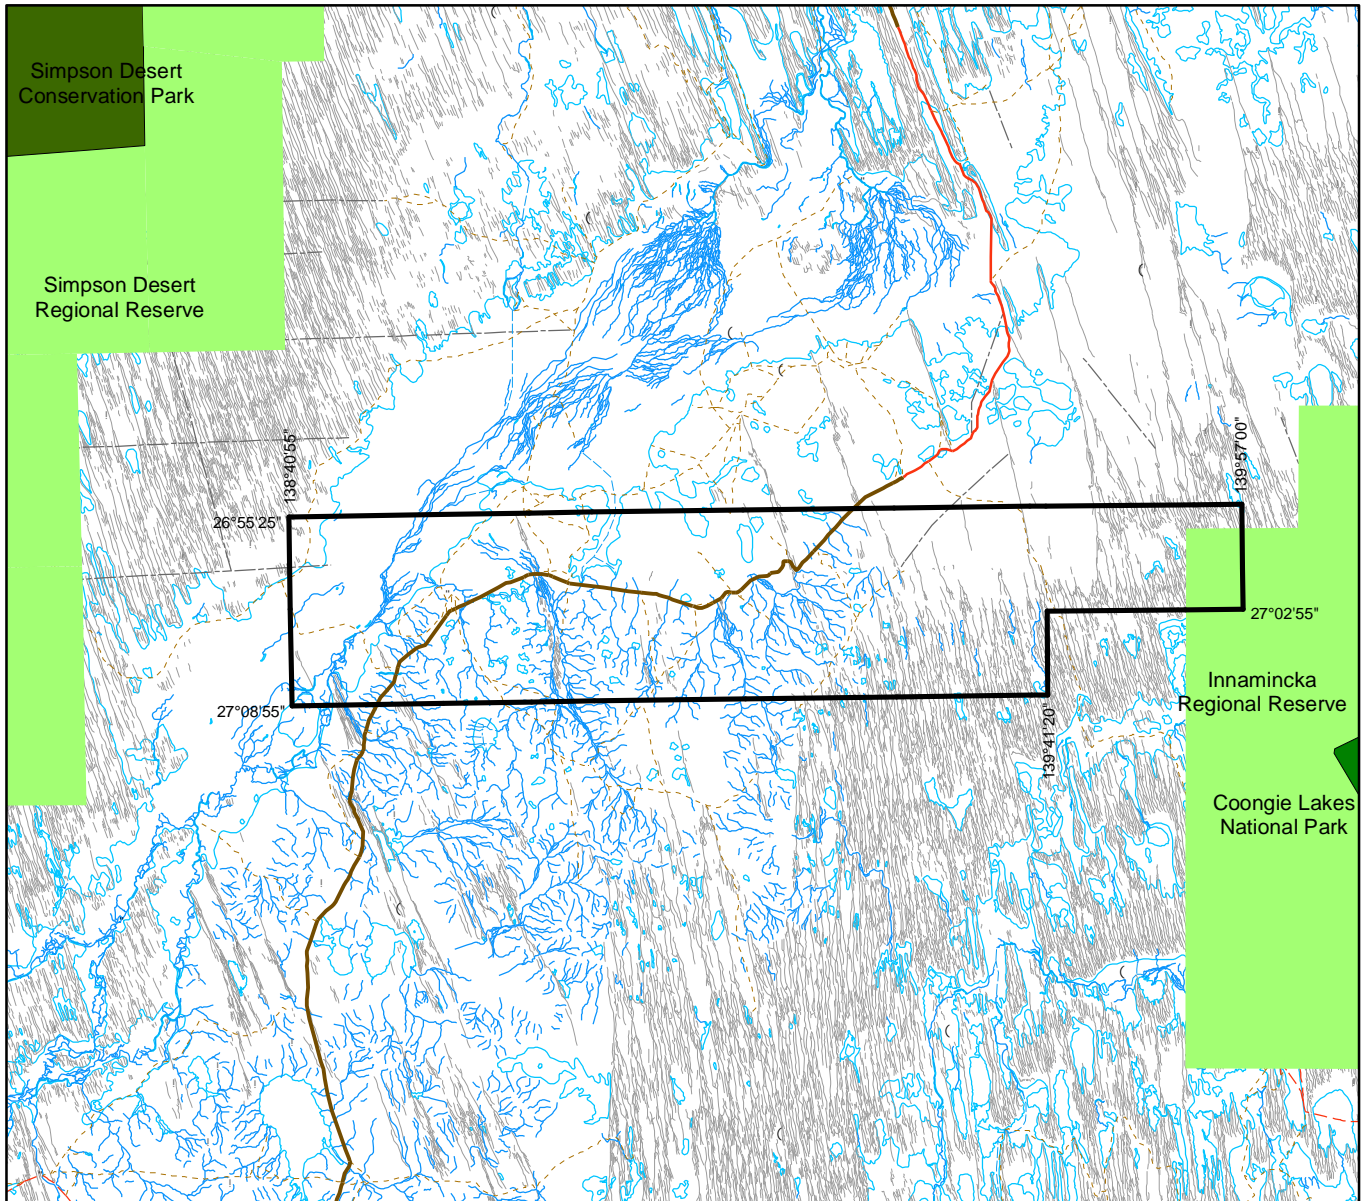 Simpson Desert
Conservation Park
Simpson Desert
Regional Reserve
138°40'55"
139°57'00"
26°55'25"
27°02'55"
27°08'55"
139°41'20"
Innamincka
Regional Reserve
Coongie Lakes
National Park